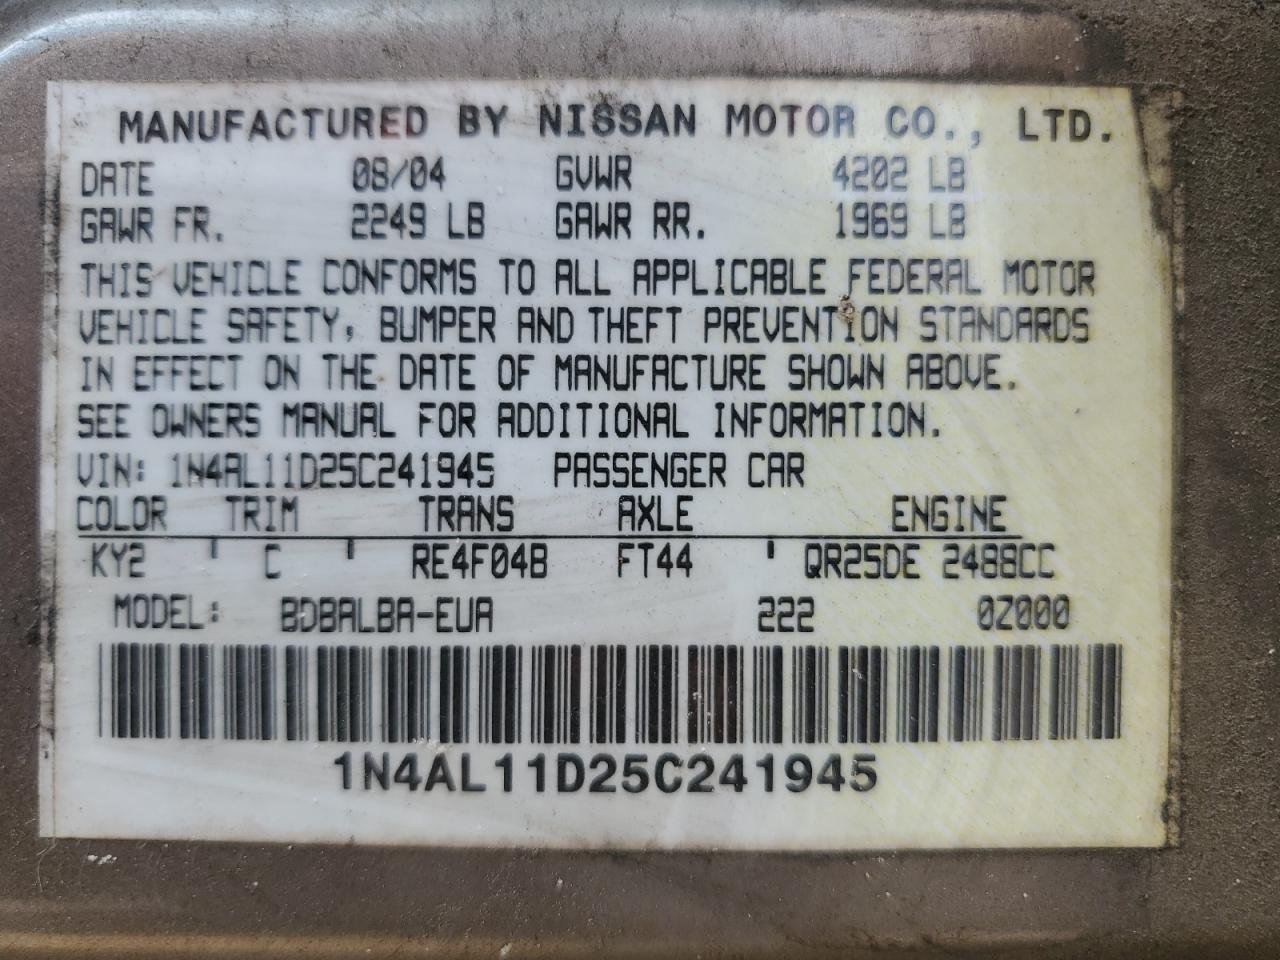 MANUFACTURED BY NISSAN MOTOR CO., LTD.
DATE 08/04 GVWR 4202 LB
GAWR FR. 2249 LB GAWR RR. 1969 LB
THIS VEHICLE CONFORMS TO ALL APPLICABLE FEDERAL MOTOR
VEHICLE SAFETY, BUMPER AND THEFT PREVENTION STANDARDS
IN EFFECT ON THE DATE OF MANUFACTURE SHOWN ABOVE.
SEE OWNERS MANUAL FOR ADDITIONAL INFORMATION.
VIN: 1N4AL11D25C241945 PASSENGER CAR
COLOR TRIM TRANS AXLE ENGINE
KY2 C RE4F04B FT44 QR25DE 2488CC
MODEL: BDBALBA-EUA 222 0Z000
1N4AL11D25C241945